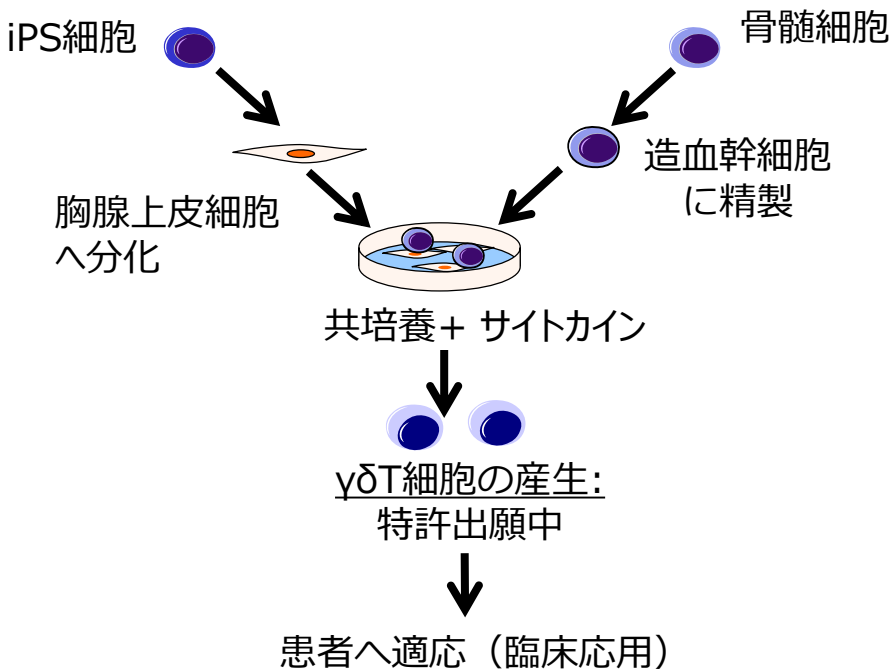 iPS細胞
骨髄細胞
胸腺上皮細胞
へ分化
造血幹細胞
に精製
共培養+ サイトカイン
γδT細胞の産生:
特許出願中
患者へ適応（臨床応用）